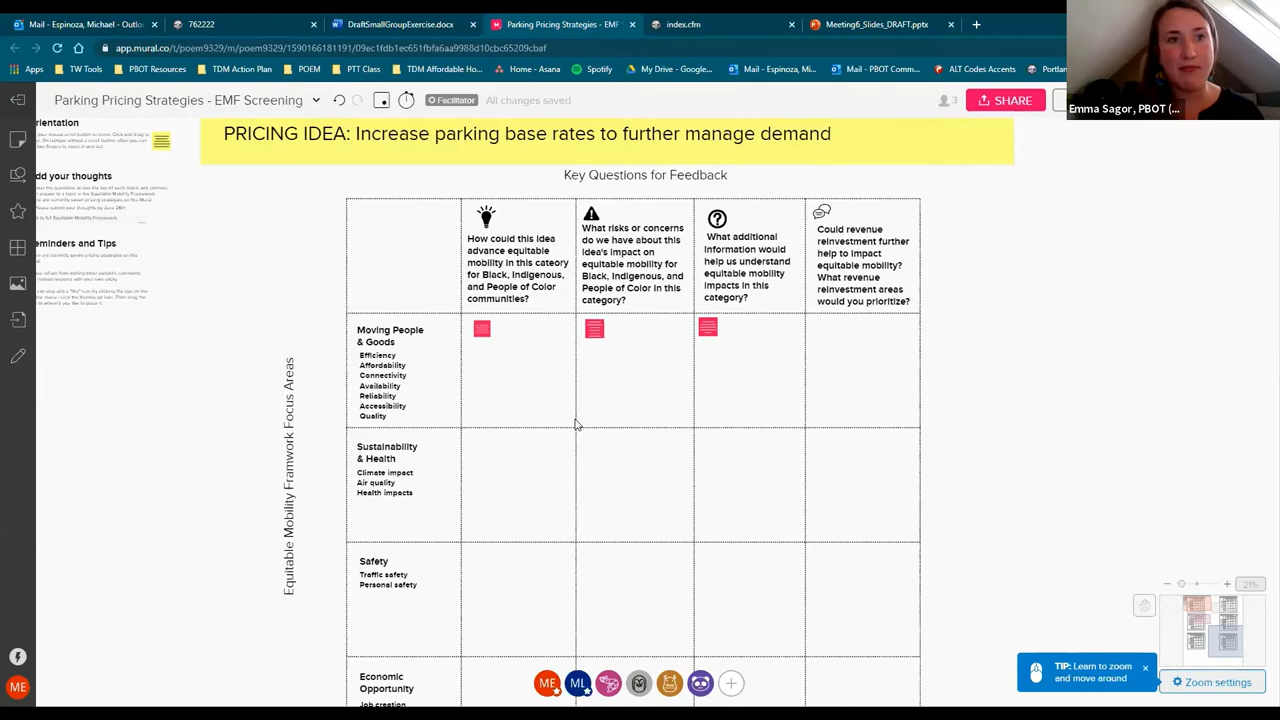 Mail - Espinoza, Michael - Outlo
762222
DraftSmallGroupExercise.docx
Parking Pricing Strategies - EMF S
index.cfm
Meeting6_Slides_DRAFT.pptx
app.mural.co/t/poem9329/m/poem9329/1590166181191/09ec1fdb1ec651fbfa6aa9988d10cbc65209cbaf
Apps
TW Tools
PBOT Resources
TDM Action Plan
POEM
PTT Class
TDM Affordable Ho...
Home - Asana
Spotify
My Drive - Google...
Mail - Espinoza, Mi...
Mail - PBOT Comm...
ALT Codes Accents
Portlan
Emma Sagor, PBOT (...
Parking Pricing Strategies - EMF Screening
Facilitator
All changes saved
3
SHARE
rientation
dd your thoughts
eminders and Tips
PRICING IDEA: Increase parking base rates to further manage demand
Key Questions for Feedback
How could this idea
advance equitable
mobility in this cateory
for Black, Indigenous,
and People of Color
communities?
What risks or concerns
do we have about this
idea's impact on
equitable mobility for
Black, Indigenous, and
People of Color in this
category?
What additional
information would
help us understand
equitable mobility
impacts in this
category?
Could revenue
reinvestment further
help to impact
equitable mobility?
What revenue
reinvestment areas
would you prioritize?
Equitable Mobility Framwork Focus Areas
Moving People
& Goods
Efficiency
Affordability
Connectivity
Availability
Reliability
Accessibility
Quality
Sustainability
& Health
Climate impact
Air quality
Health impacts
Safety
Traffic safety
Personal safety
Economic
Opportunity
Job creation
ME
ML
ME
21%
TIP: Learn to zoom
and move around
Zoom settings